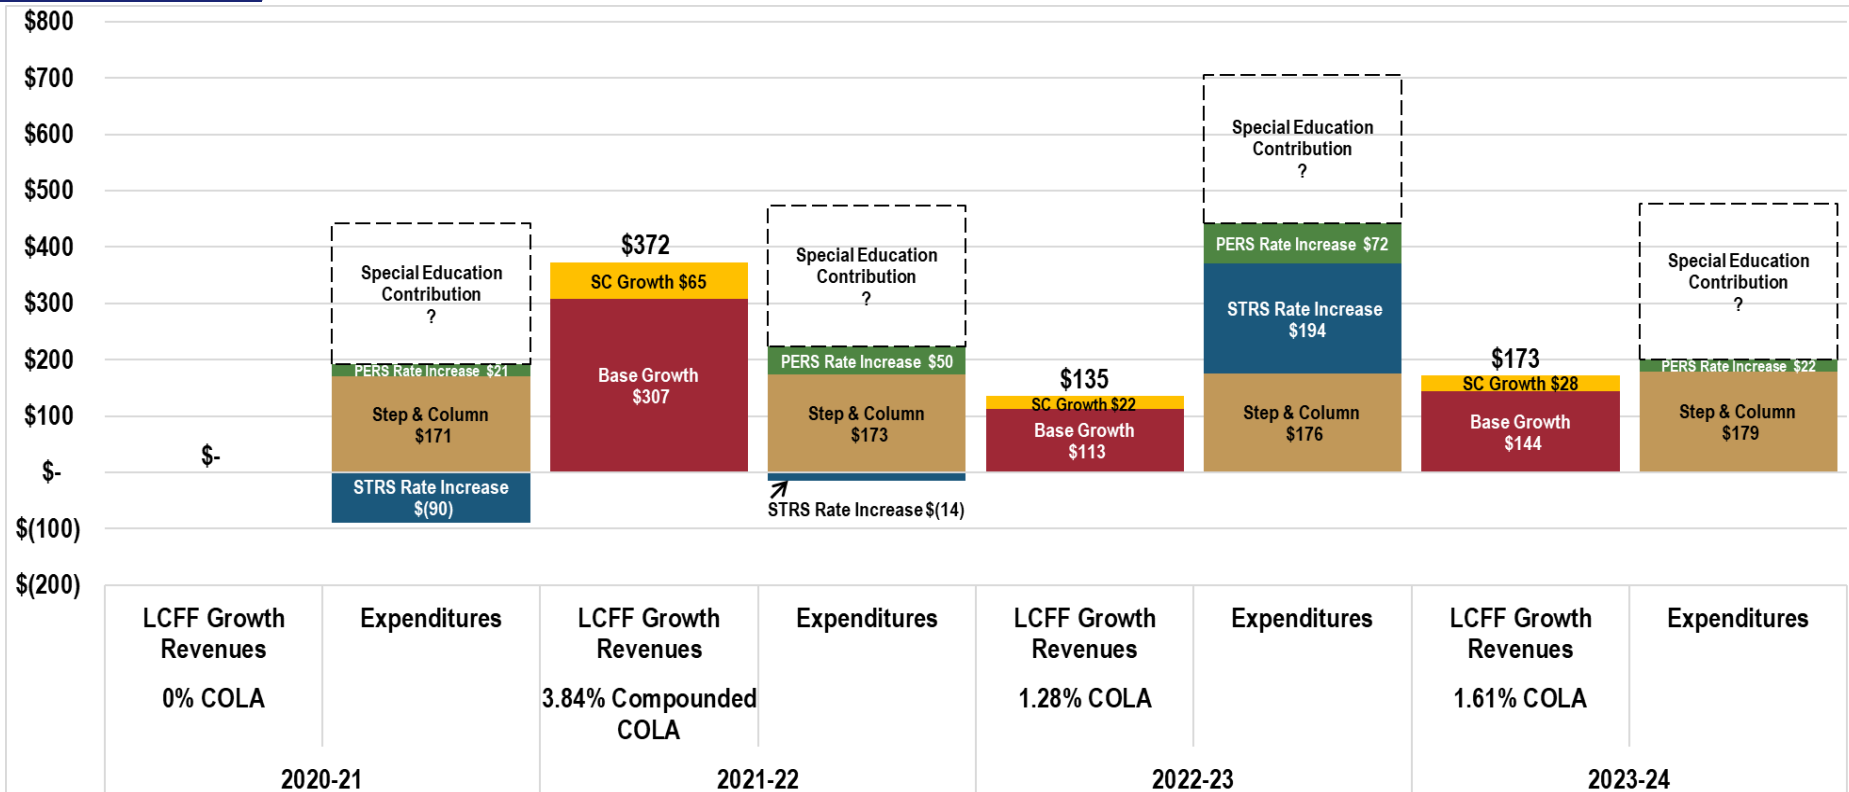 $800
$700
$600
$500
$400
$300
$200
$100
$-
$(100)
$(200)
$-
Special Education
Contribution
?
PERS Rate Increase $21
Step & Column
$171
STRS Rate Increase
$(90)
$372
SC Growth $65
Base Growth
$307
Special Education
Contribution
?
PERS Rate Increase $50
Step & Column
$173
STRS Rate Increase $(14)
$135
SC Growth $22
Base Growth
$113
Special Education
Contribution
?
PERS Rate Increase $72
STRS Rate Increase
$194
Step & Column
$176
$173
SC Growth $28
Base Growth
$144
Special Education
Contribution
?
PERS Rate Increase $22
Step & Column
$179
LCFF Growth
Revenues
0% COLA
Expenditures
LCFF Growth
Revenues
3.84% Compounded
COLA
Expenditures
LCFF Growth
Revenues
1.28% COLA
Expenditures
LCFF Growth
Revenues
1.61% COLA
Expenditures
2020-21
2021-22
2022-23
2023-24